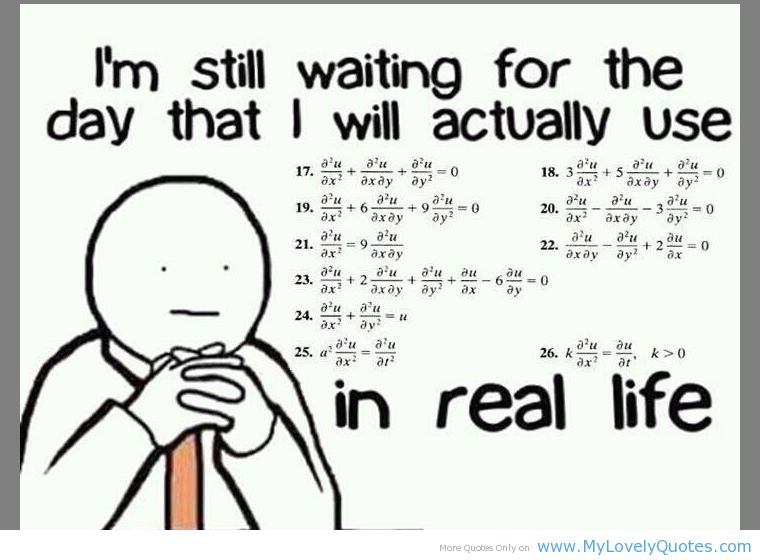 I'm still waiting for the
day that I will actually use
17. ∂²u/∂x² + ∂²u/∂x∂y + ∂²u/∂y² = 0
18. 3 ∂²u/∂x² + 5 ∂²u/∂x∂y + ∂²u/∂y² = 0
19. ∂²u/∂x² + 6 ∂²u/∂x∂y + 9 ∂²u/∂y² = 0
20. ∂²u/∂x² − ∂²u/∂x∂y − 3 ∂²u/∂y² = 0
21. ∂²u/∂x² = 9 ∂²u/∂x∂y
22. ∂²u/∂x∂y − ∂²u/∂y² + 2 ∂u/∂x = 0
23. ∂²u/∂x² + 2 ∂²u/∂x∂y + ∂²u/∂y² + ∂u/∂x − 6 ∂u/∂y = 0
24. ∂²u/∂x² + ∂²u/∂y² = u
25. a² ∂²u/∂x² = ∂²u/∂t²
26. k ∂²u/∂x² = ∂u/∂t, k > 0
in real life
More Quotes Only on www.MyLovelyQuotes.com